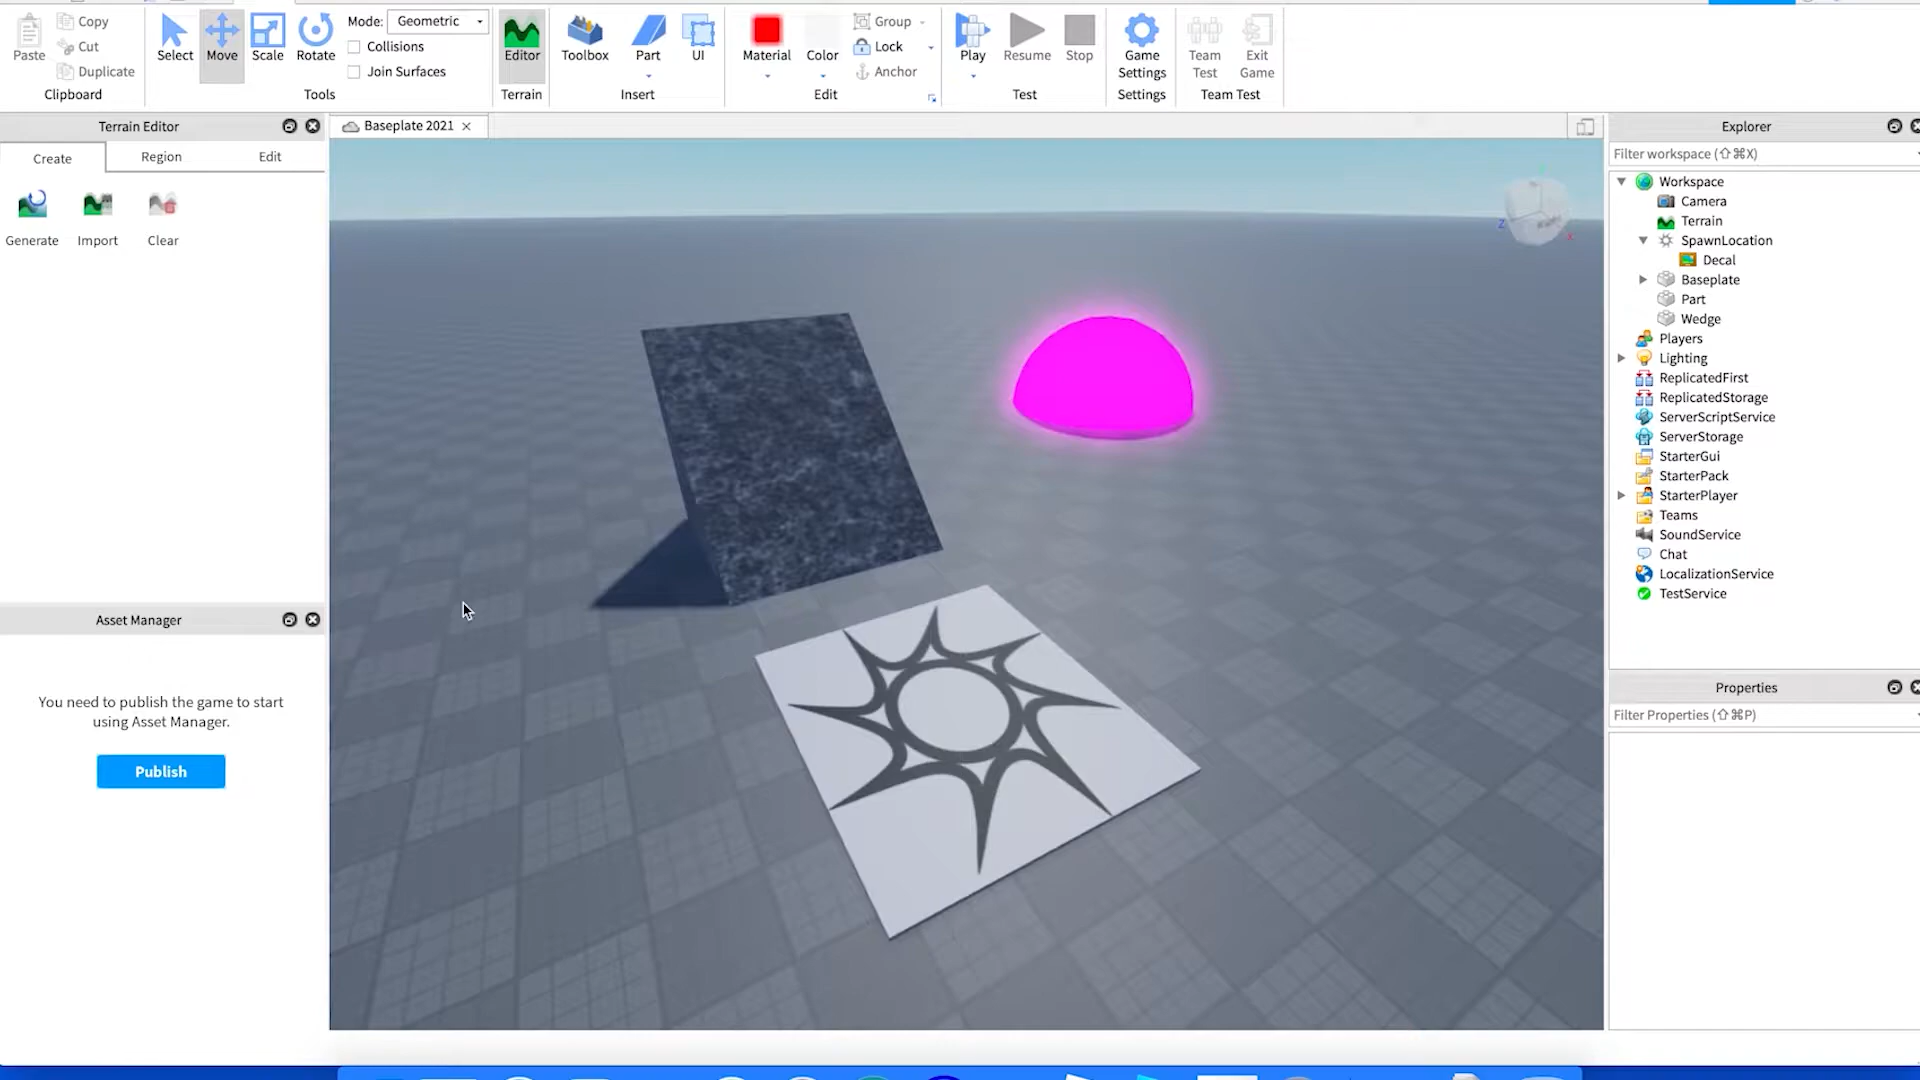 Paste
Copy
Cut
Duplicate
Clipboard
Select
Move
Scale
Rotate
Mode: Geometric
Collisions
Join Surfaces
Tools
Editor
Terrain
Toolbox
Part
UI
Insert
Material
Color
Group
Lock
Anchor
Edit
Play
Resume
Stop
Test
Game
Settings
Settings
Team
Test
Exit
Game
Team Test
Terrain Editor
Create Region Edit
Generate Import Clear
Asset Manager
You need to publish the game to start
using Asset Manager.
Publish
Baseplate 2021
Z
X
Explorer
Filter workspace (⇧⌘X)
Workspace
Camera
Terrain
SpawnLocation
Decal
Baseplate
Part
Wedge
Players
Lighting
ReplicatedFirst
ReplicatedStorage
ServerScriptService
ServerStorage
StarterGui
StarterPack
StarterPlayer
Teams
SoundService
Chat
LocalizationService
TestService
Properties
Filter Properties (⇧⌘P)